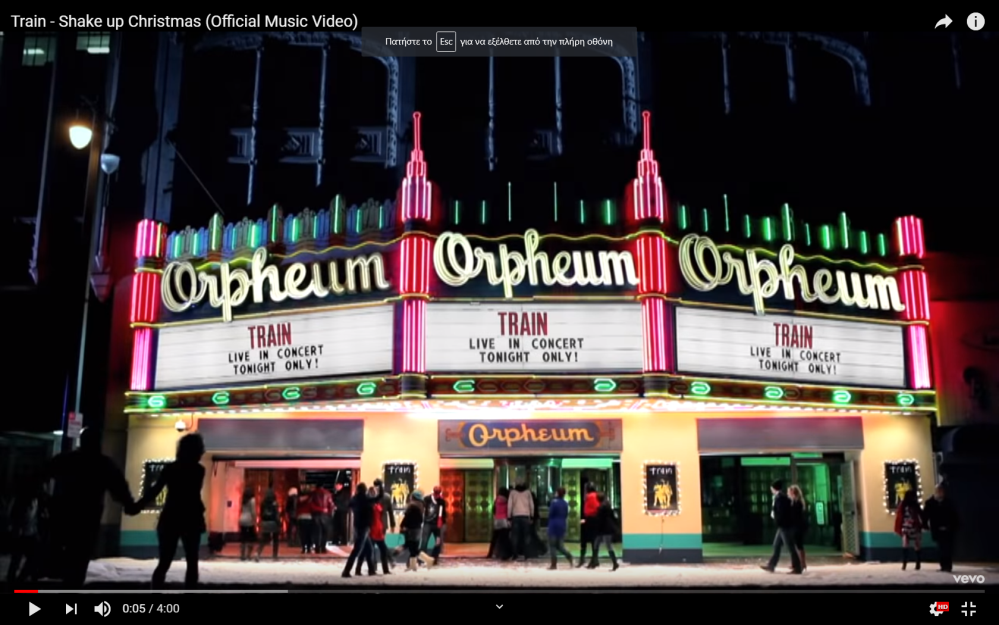 Train - Shake up Christmas (Official Music Video)
Πατήστε το Esc για να εξέλθετε από την πλήρη οθόνη
Orpheum
Orpheum
Orpheum
TRAIN
LIVE IN CONCERT
TONIGHT ONLY!
TRAIN
LIVE IN CONCERT
TONIGHT ONLY!
TRAIN
LIVE IN CONCERT
TONIGHT ONLY!
Orpheum
TRAIN
TRAIN
TRAIN
vevo
0:05 / 4:00
HD